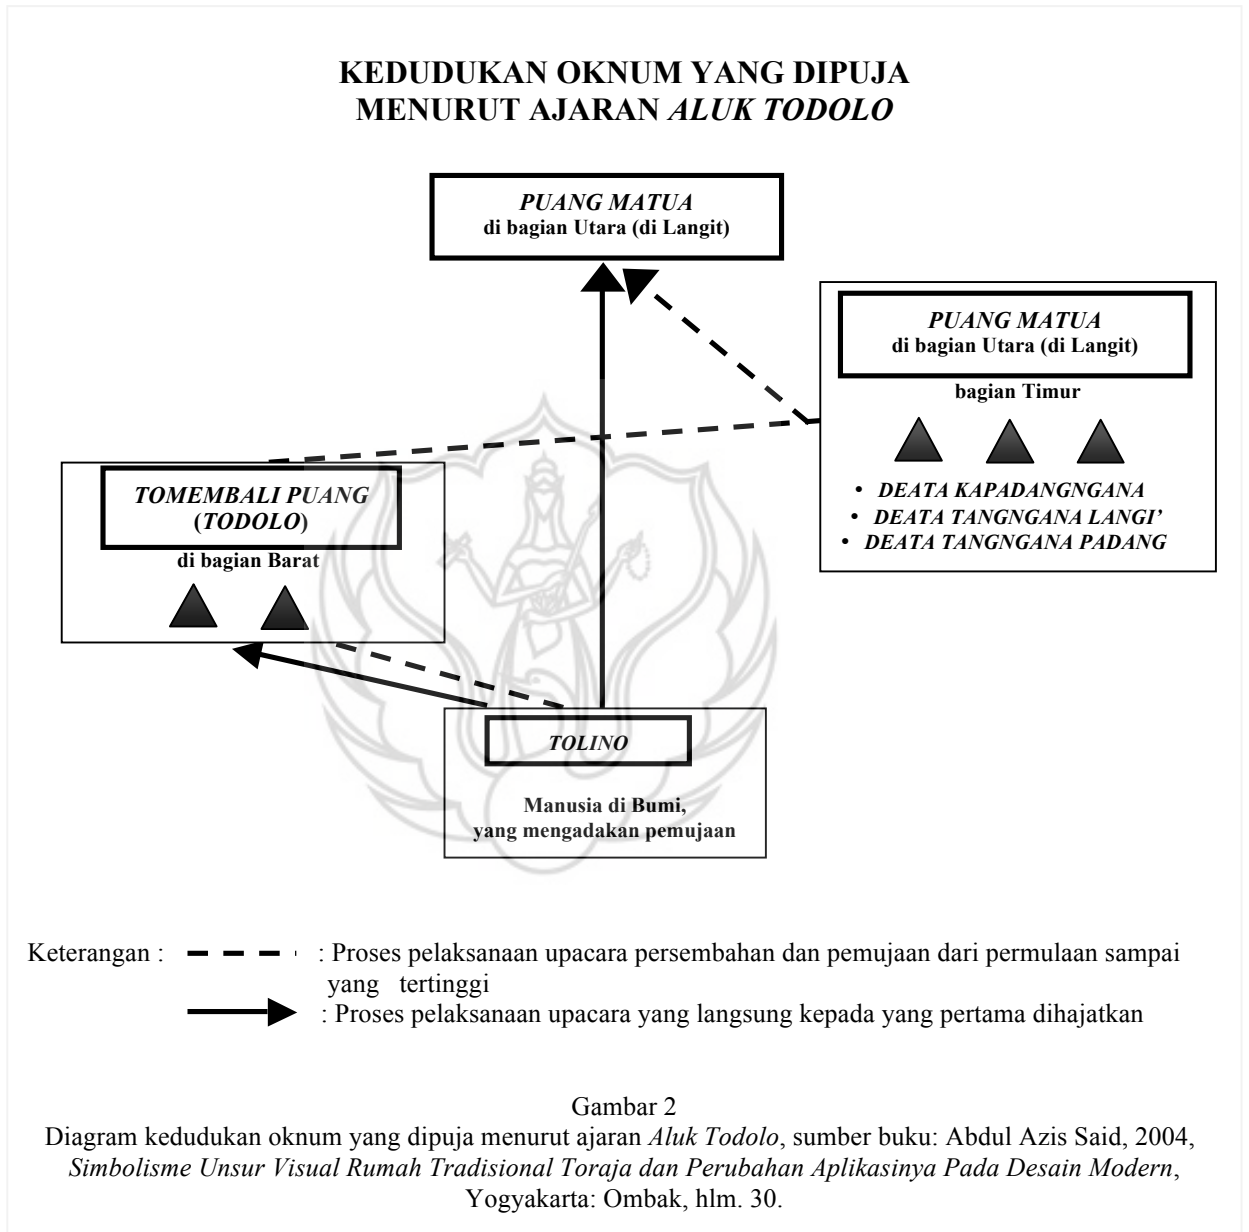 KEDUDUKAN OKNUM YANG DIPUJA
MENURUT AJARAN ALUK TODOLO
PUANG MATUA
di bagian Utara (di Langit)
PUANG MATUA
di bagian Utara (di Langit)
bagian Timur
• DEATA KAPADANGNGANA
• DEATA TANGNGANA LANGI’
• DEATA TANGNGANA PADANG
TOMEMBALI PUANG
(TODOLO)
di bagian Barat
TOLINO
Manusia di Bumi,
yang mengadakan pemujaan
Keterangan : : Proses pelaksanaan upacara persembahan dan pemujaan dari permulaan sampai
yang tertinggi
: Proses pelaksanaan upacara yang langsung kepada yang pertama dihajatkan
Gambar 2
Diagram kedudukan oknum yang dipuja menurut ajaran Aluk Todolo, sumber buku: Abdul Azis Said, 2004,
Simbolisme Unsur Visual Rumah Tradisional Toraja dan Perubahan Aplikasinya Pada Desain Modern,
Yogyakarta: Ombak, hlm. 30.